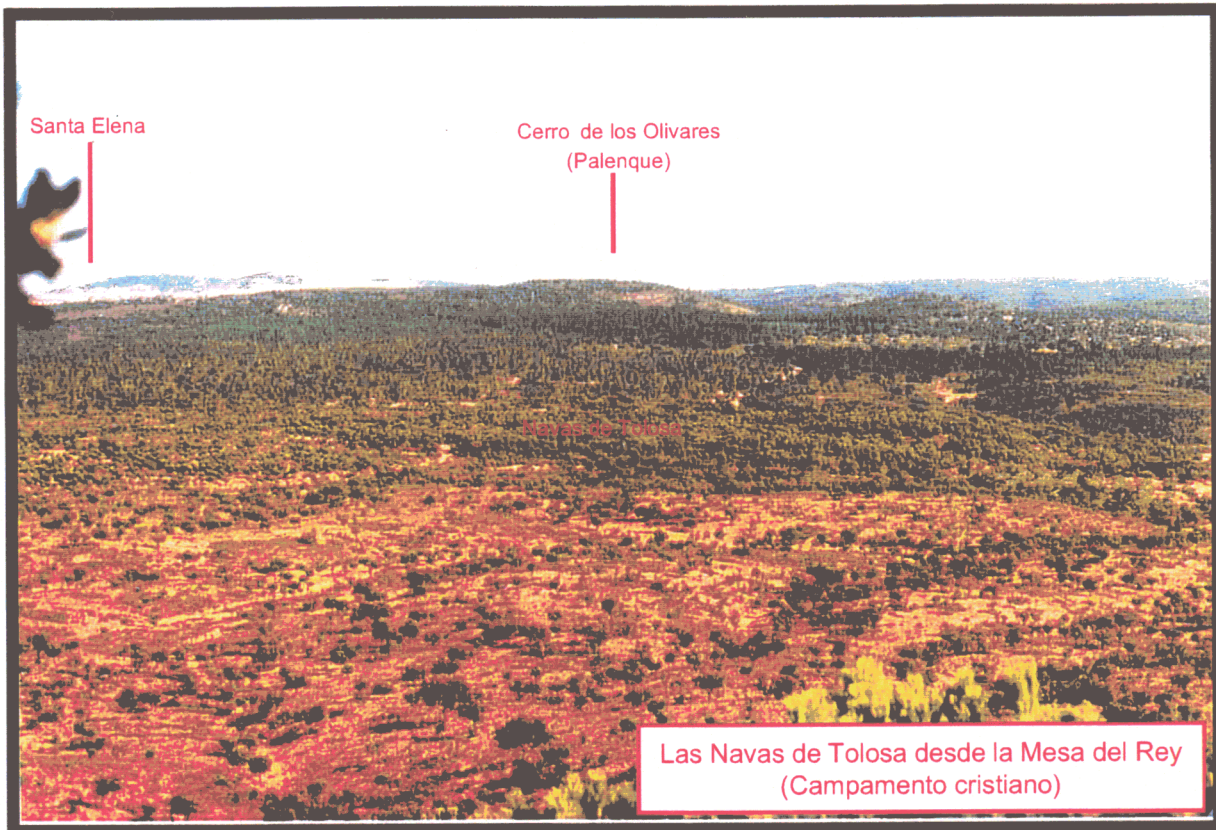 Santa Elena
Cerro de los Olivares
(Palenque)
Navas de Tolosa
Las Navas de Tolosa desde la Mesa del Rey
(Campamento cristiano)